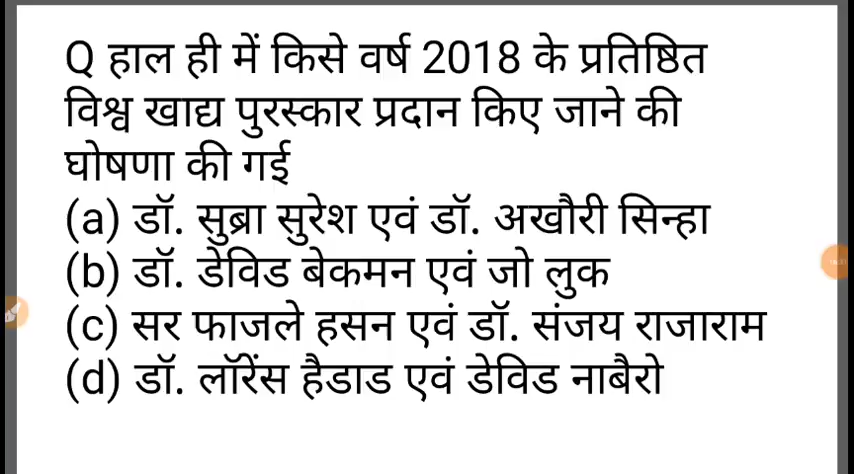 Q हाल ही में किसे वर्ष 2018 के प्रतिष्ठित
विश्व खाद्य पुरस्कार प्रदान किए जाने की
घोषणा की गई
(a) डॉ. सुब्रा सुरेश एवं डॉ. अखौरी सिन्हा
(b) डॉ. डेविड बेकमन एवं जो लुक
(c) सर फाजले हसन एवं डॉ. संजय राजाराम
(d) डॉ. लॉरेंस हैडाड एवं डेविड नाबैरो